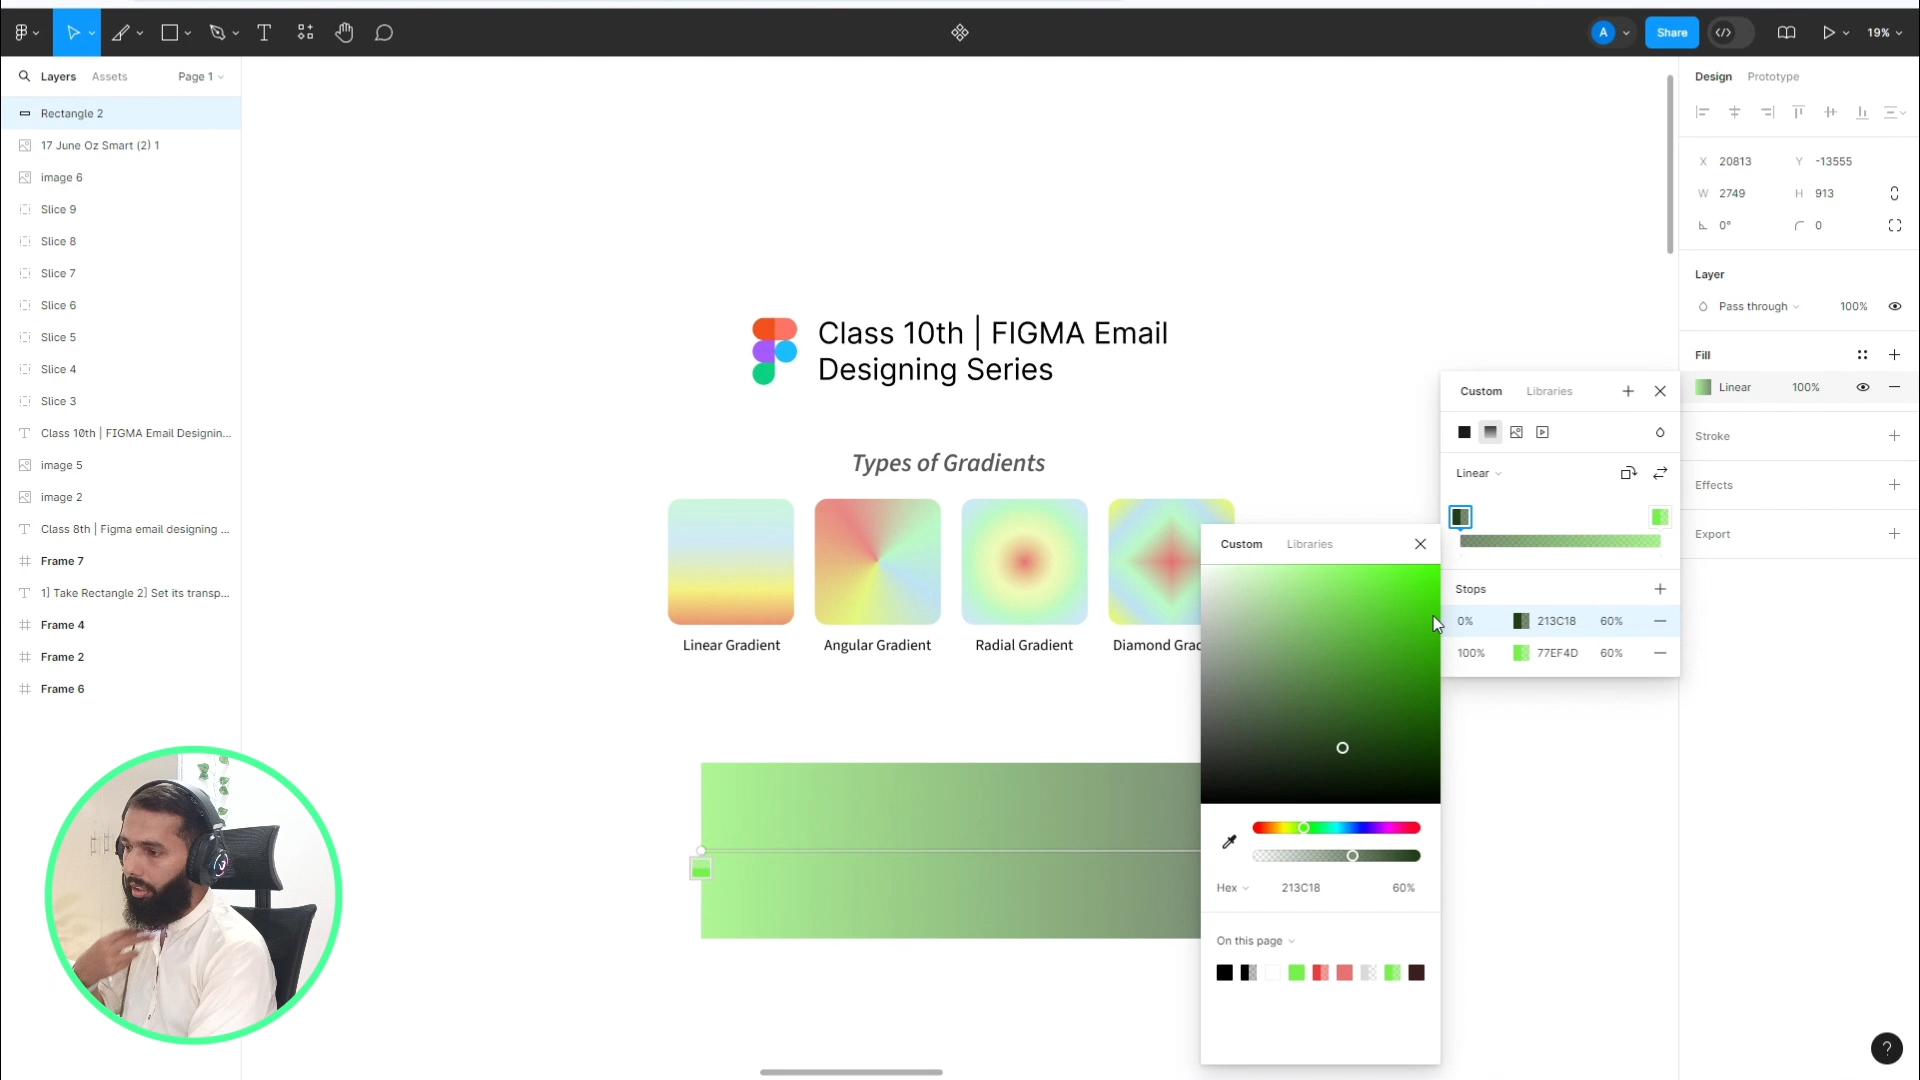 A
Share
19%
Layers
Assets
Page 1
Rectangle 2
17 June Oz Smart (2) 1
image 6
Slice 9
Slice 8
Slice 7
Slice 6
Slice 5
Slice 4
Slice 3
Class 10th | FIGMA Email Designin...
image 5
image 2
Class 8th | Figma email designing ...
Frame 7
1] Take Rectangle 2] Set its transp...
Frame 4
Frame 2
Frame 6
Class 10th | FIGMA Email
Designing Series
Types of Gradients
Linear Gradient
Angular Gradient
Radial Gradient
Diamond Grad
Custom
Libraries
Hex
213C18
60%
On this page
Custom
Libraries
Linear
Stops
0%
213C18
60%
100%
77EF4D
60%
Design
Prototype
X 20813
Y -13555
W 2749
H 913
0°
0
Layer
Pass through
100%
Fill
Linear
100%
Stroke
Effects
Export
?